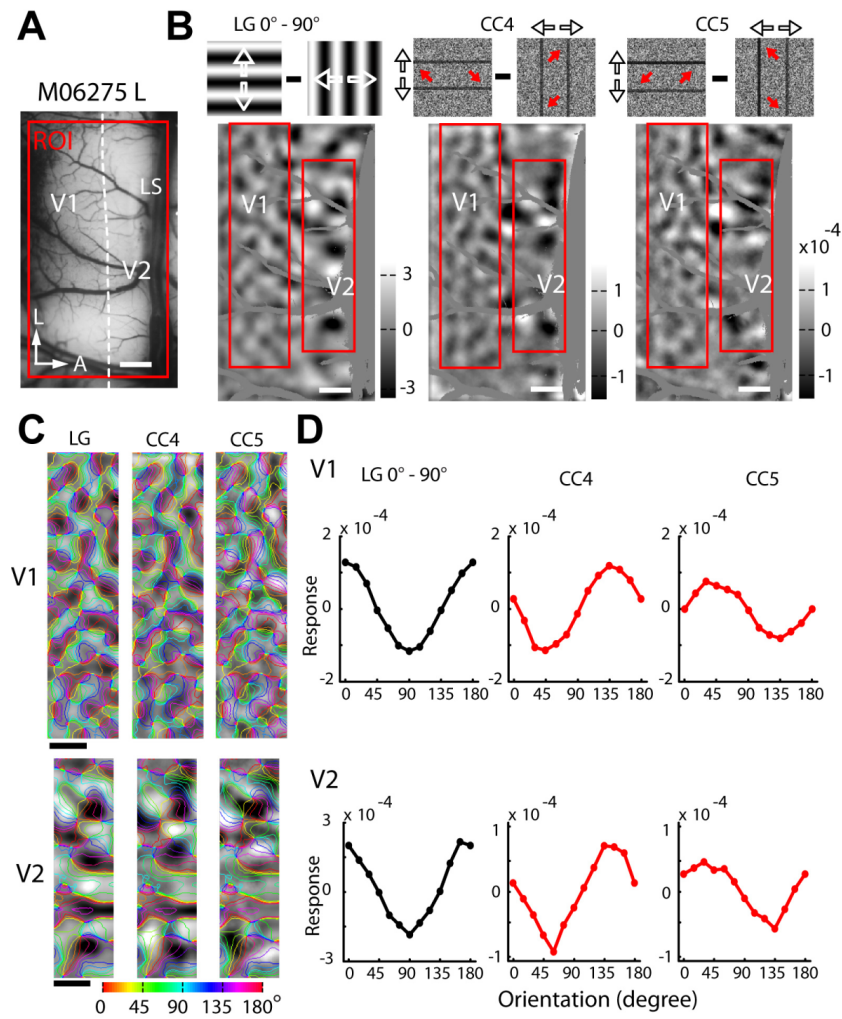 A
M06275 L
ROI
V1
LS
V2
L
A
B
LG 0° - 90°
CC4
CC5
V1
V2
V1
V2
V1
V2
3
0
-3
1
0
-1
x10 -4
1
0
-1
C
LG
CC4
CC5
V1
V2
0 45 90 135 180°
D
V1
LG 0° - 90°
CC4
CC5
x 10 -4
x 10 -4
x 10 -4
Response
2
0
-2
0 45 90 135 180
2
0
-2
0 45 90 135 180
2
0
-2
0 45 90 135 180
V2
x 10 -4
x 10 -4
x 10 -4
Response
3
0
-3
0 45 90 135 180
1
0
-1
0 45 90 135 180
1
0
-1
0 45 90 135 180
Orientation (degree)